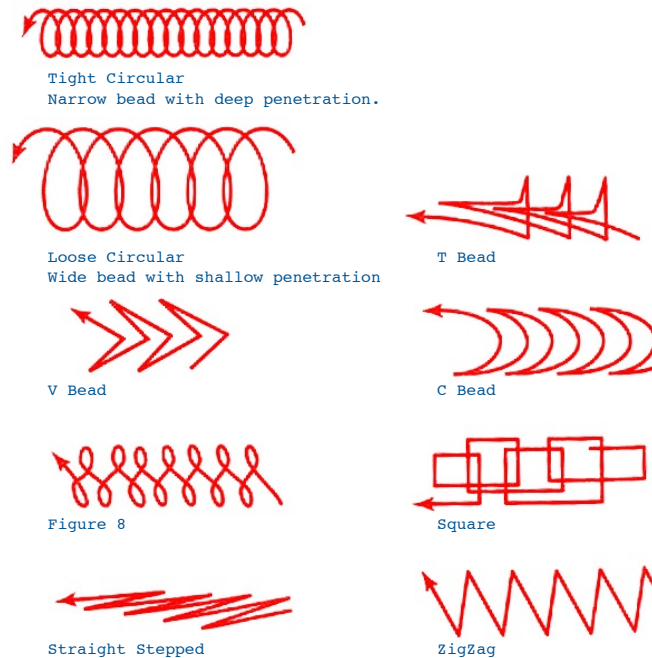 Tight Circular
Narrow bead with deep penetration.
Loose Circular
Wide bead with shallow penetration
T Bead
V Bead
C Bead
Figure 8
Square
Straight Stepped
ZigZag